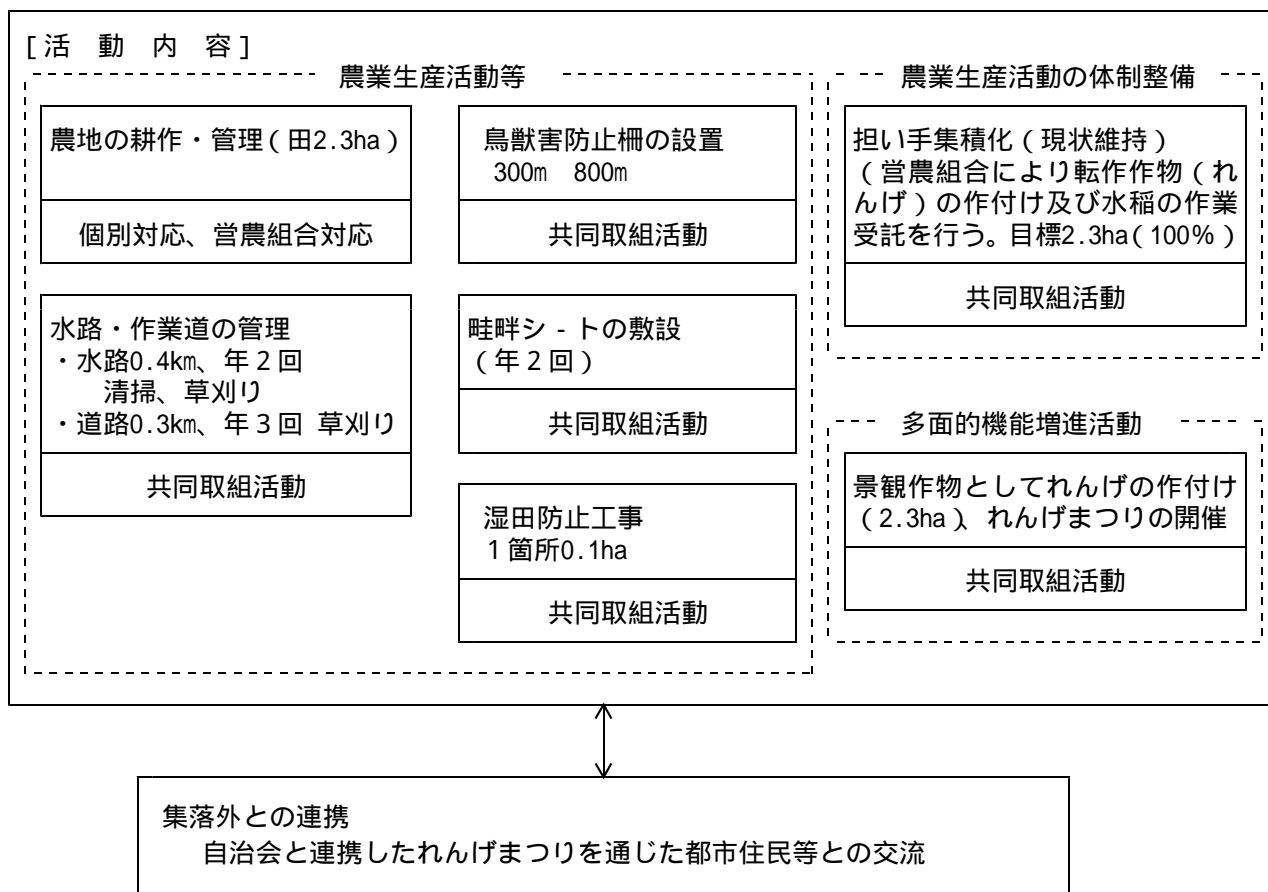 [活　動　内　容]
農業生産活動等
農地の耕作・管理(田2.3ha)
個別対応、営農組合対応
水路・作業道の管理
・水路0.4km、年２回
清掃、草刈り
・道路0.3km、年３回 草刈り
共同取組活動
鳥獣害防止柵の設置
300m　800m
共同取組活動
畦畔シ‐トの敷設
(年２回)
共同取組活動
湿田防止工事
１箇所0.1ha
共同取組活動
農業生産活動の体制整備
担い手集積化(現状維持)
(営農組合により転作作物(れ
んげ)の作付け及び水稲の作業
受託を行う。目標2.3ha(100%)
共同取組活動
多面的機能増進活動
景観作物としてれんげの作付け
(2.3ha)、れんげまつりの開催
共同取組活動
集落外との連携
自治会と連携したれんげまつりを通じた都市住民等との交流